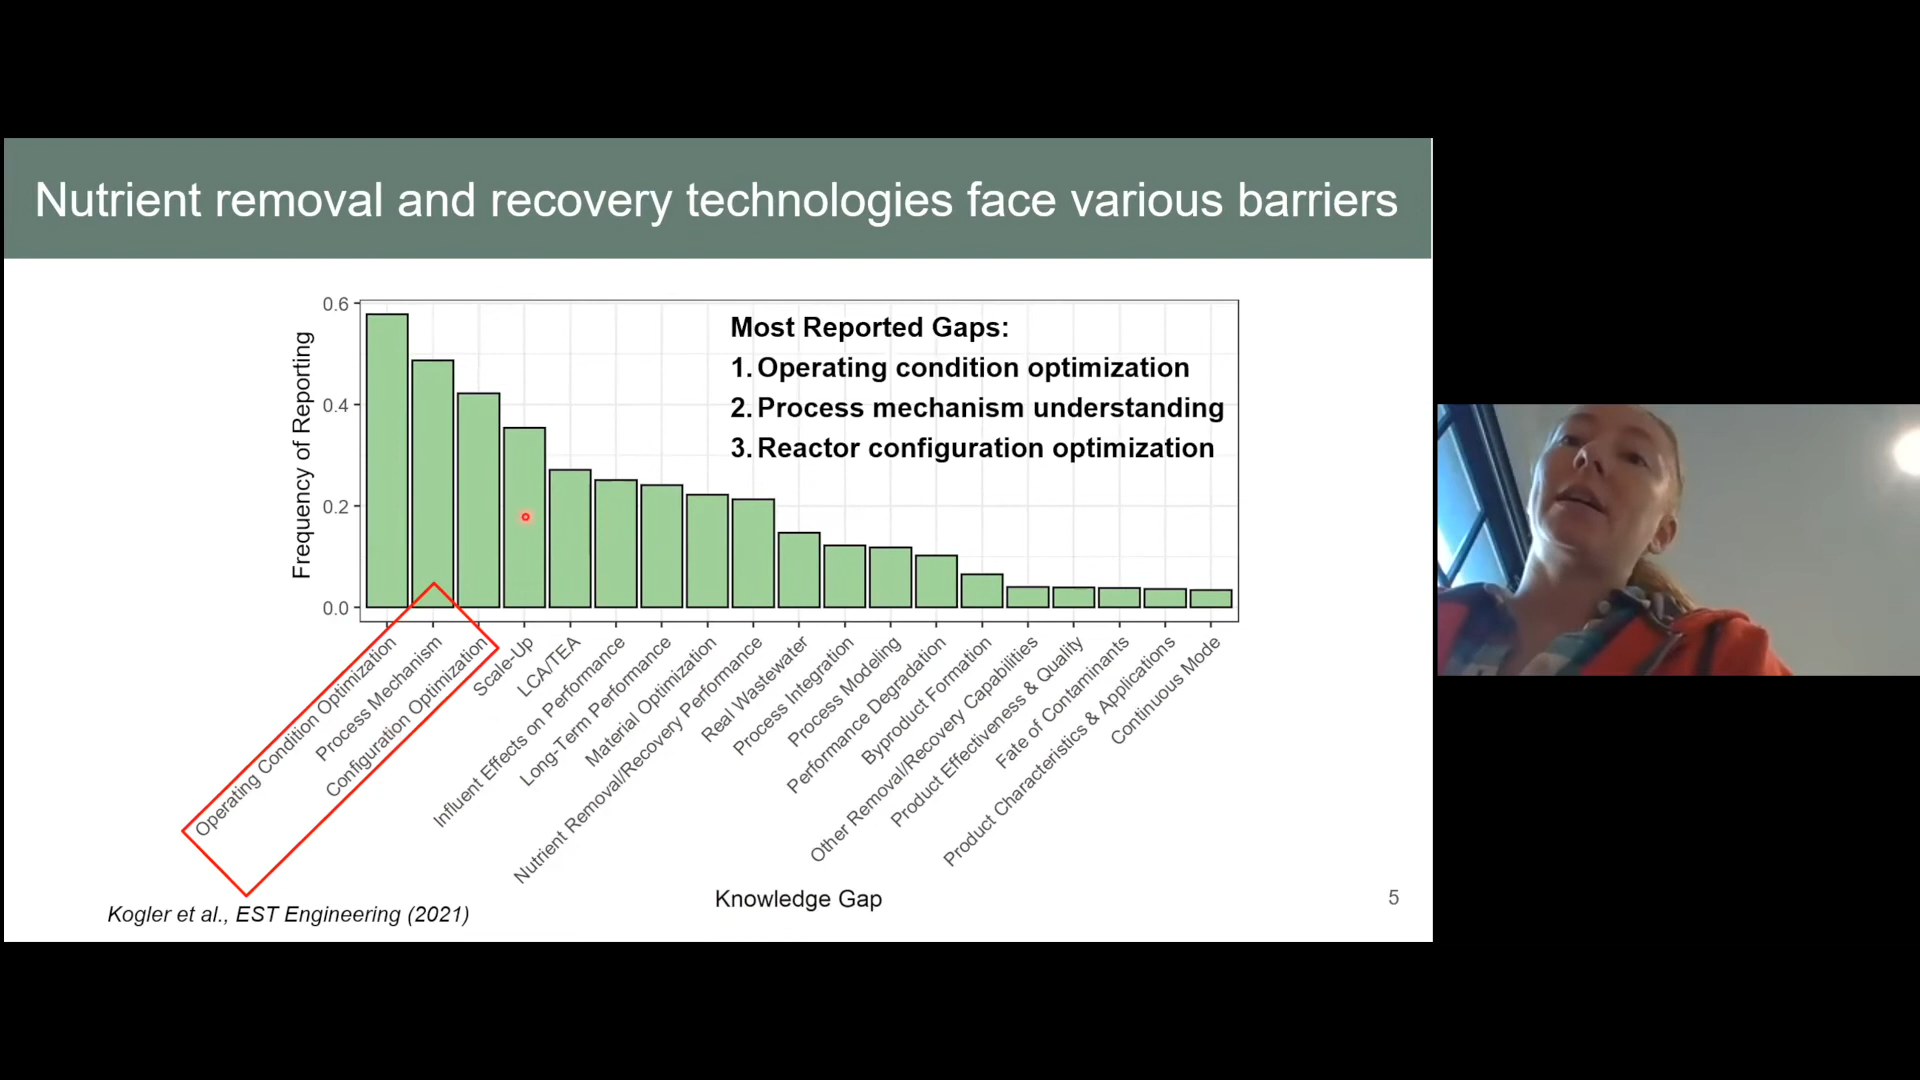 Nutrient removal and recovery technologies face various barriers
Most Reported Gaps:
1. Operating condition optimization
2. Process mechanism understanding
3. Reactor configuration optimization
Frequency of Reporting
0.6
0.4
0.2
0.0
Operating Condition Optimization
Process Mechanism
Configuration Optimization
Scale-Up
LCA/TEA
Influent Effects on Performance
Long-Term Performance
Material Optimization
Nutrient Removal/Recovery Performance
Real Wastewater
Process Integration
Process Modeling
Performance Degradation
Byproduct Formation
Other Removal/Recovery Capabilities
Product Effectiveness & Quality
Fate of Contaminants
Product Characteristics & Applications
Continuous Mode
Knowledge Gap
Kogler et al., EST Engineering (2021)
5